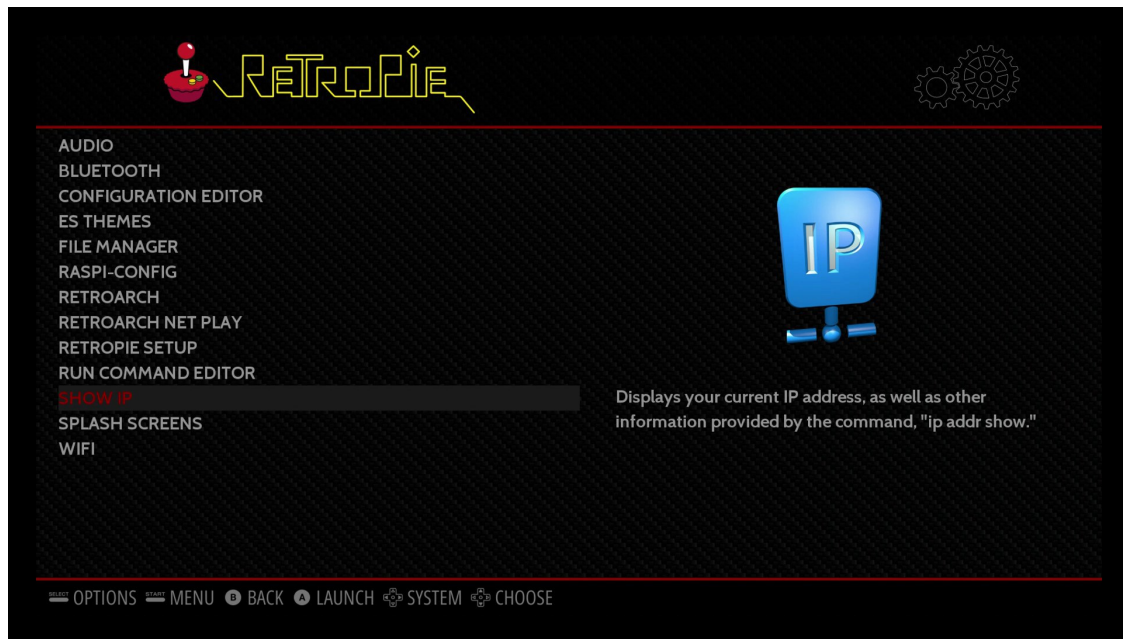 RETROPIE
AUDIO
BLUETOOTH
CONFIGURATION EDITOR
ES THEMES
FILE MANAGER
RASPI-CONFIG
RETROARCH
RETROARCH NET PLAY
RETROPIE SETUP
RUN COMMAND EDITOR
SHOW IP
SPLASH SCREENS
WIFI
IP
Displays your current IP address, as well as other
information provided by the command, "ip addr show."
SELECT OPTIONS START MENU B BACK A LAUNCH SYSTEM CHOOSE